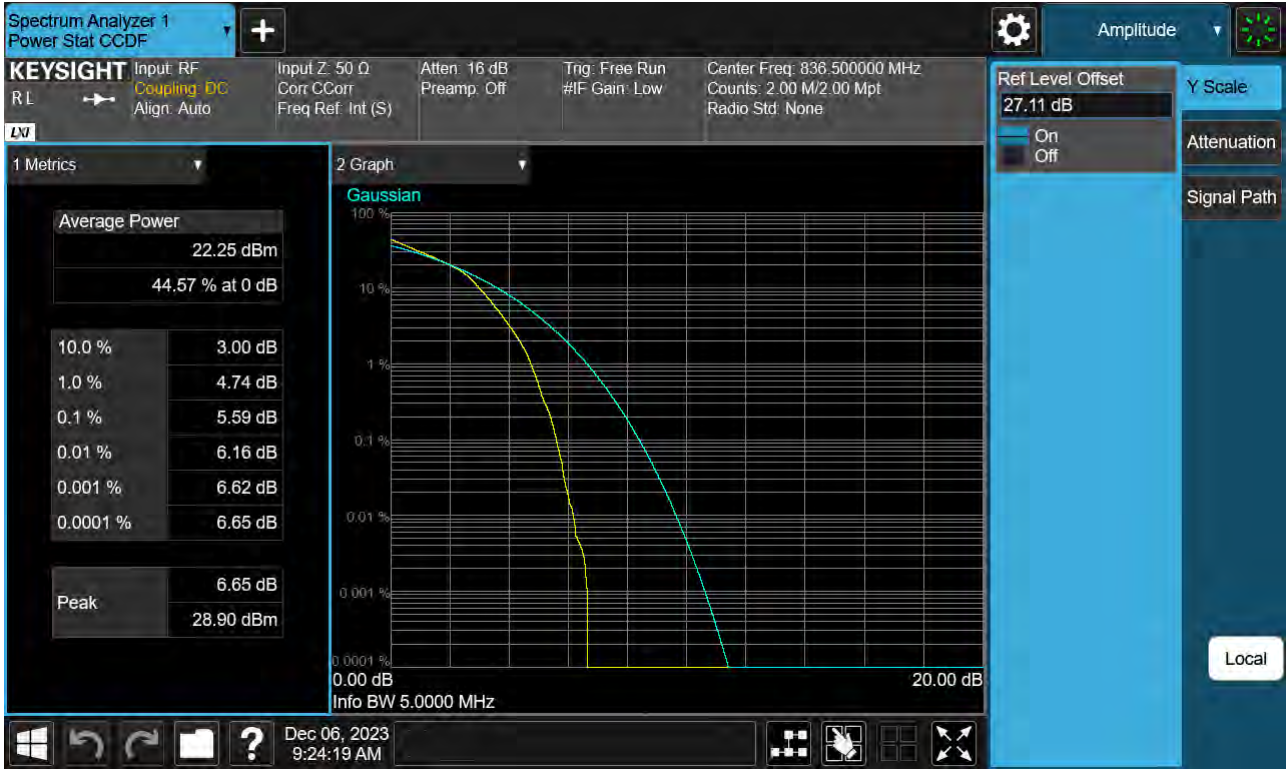 Spectrum Analyzer 1
Power Stat CCDF
Amplitude
KEYSIGHT
RL
LXI
Input: RF
Coupling: DC
Align: Auto
Input Z: 50 Ω
Corr CCorr
Freq Ref: Int (S)
Atten: 16 dB
Preamp: Off
Trig: Free Run
#IF Gain: Low
Center Freq: 836.500000 MHz
Counts: 2.00 M/2.00 Mpt
Radio Std: None
Ref Level Offset
27.11 dB
On
Off
Y Scale
Attenuation
Signal Path
1 Metrics
Average Power
22.25 dBm
44.57 % at 0 dB
10.0 % 3.00 dB
1.0 % 4.74 dB
0.1 % 5.59 dB
0.01 % 6.16 dB
0.001 % 6.62 dB
0.0001 % 6.65 dB
Peak
6.65 dB
28.90 dBm
2 Graph
Gaussian
100 %
10 %
1 %
0.1 %
0.01 %
0.001 %
0.0001 %
0.00 dB 20.00 dB
Info BW 5.0000 MHz
Local
?
Dec 06, 2023
9:24:19 AM